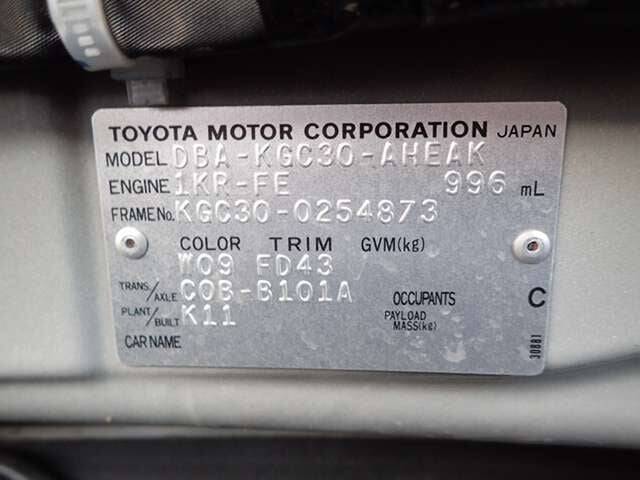 TOYOTA MOTOR CORPORATION JAPAN
MODEL DBA-KGC30-AHEAK
ENGINE 1KR-FE 996 mL
FRAME No. KGC30-0254873
COLOR TRIM GVM(kg)
W09 FD43
TRANS/AXLE C0B-B101A OCCUPANTS C
PLANT/BUILT K11 PAYLOAD MASS(kg)
CAR NAME
30881